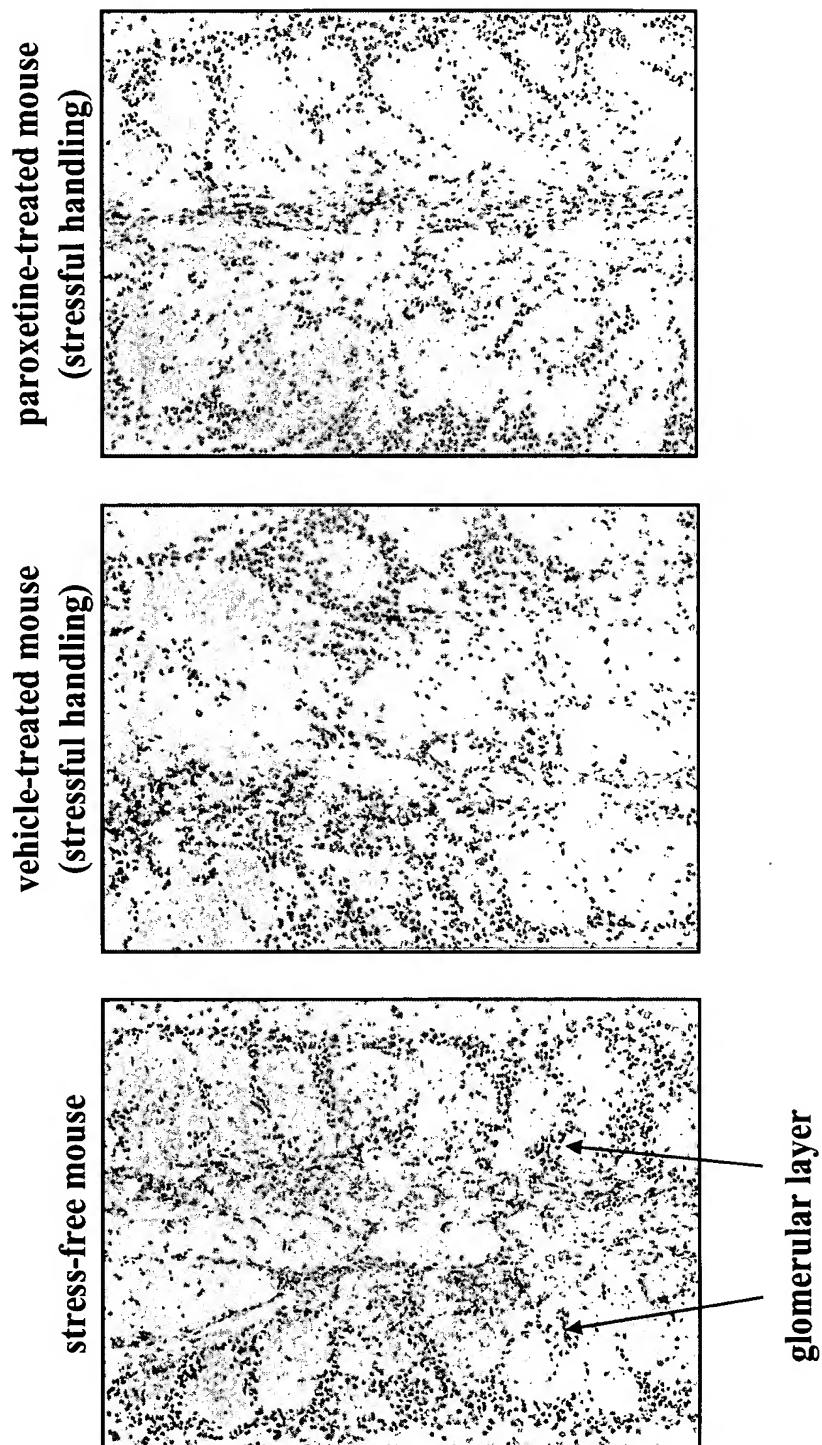 stress-free mouse
vehicle-treated mouse
(stressful handling)
paroxetine-treated mouse
(stressful handling)
glomerular layer